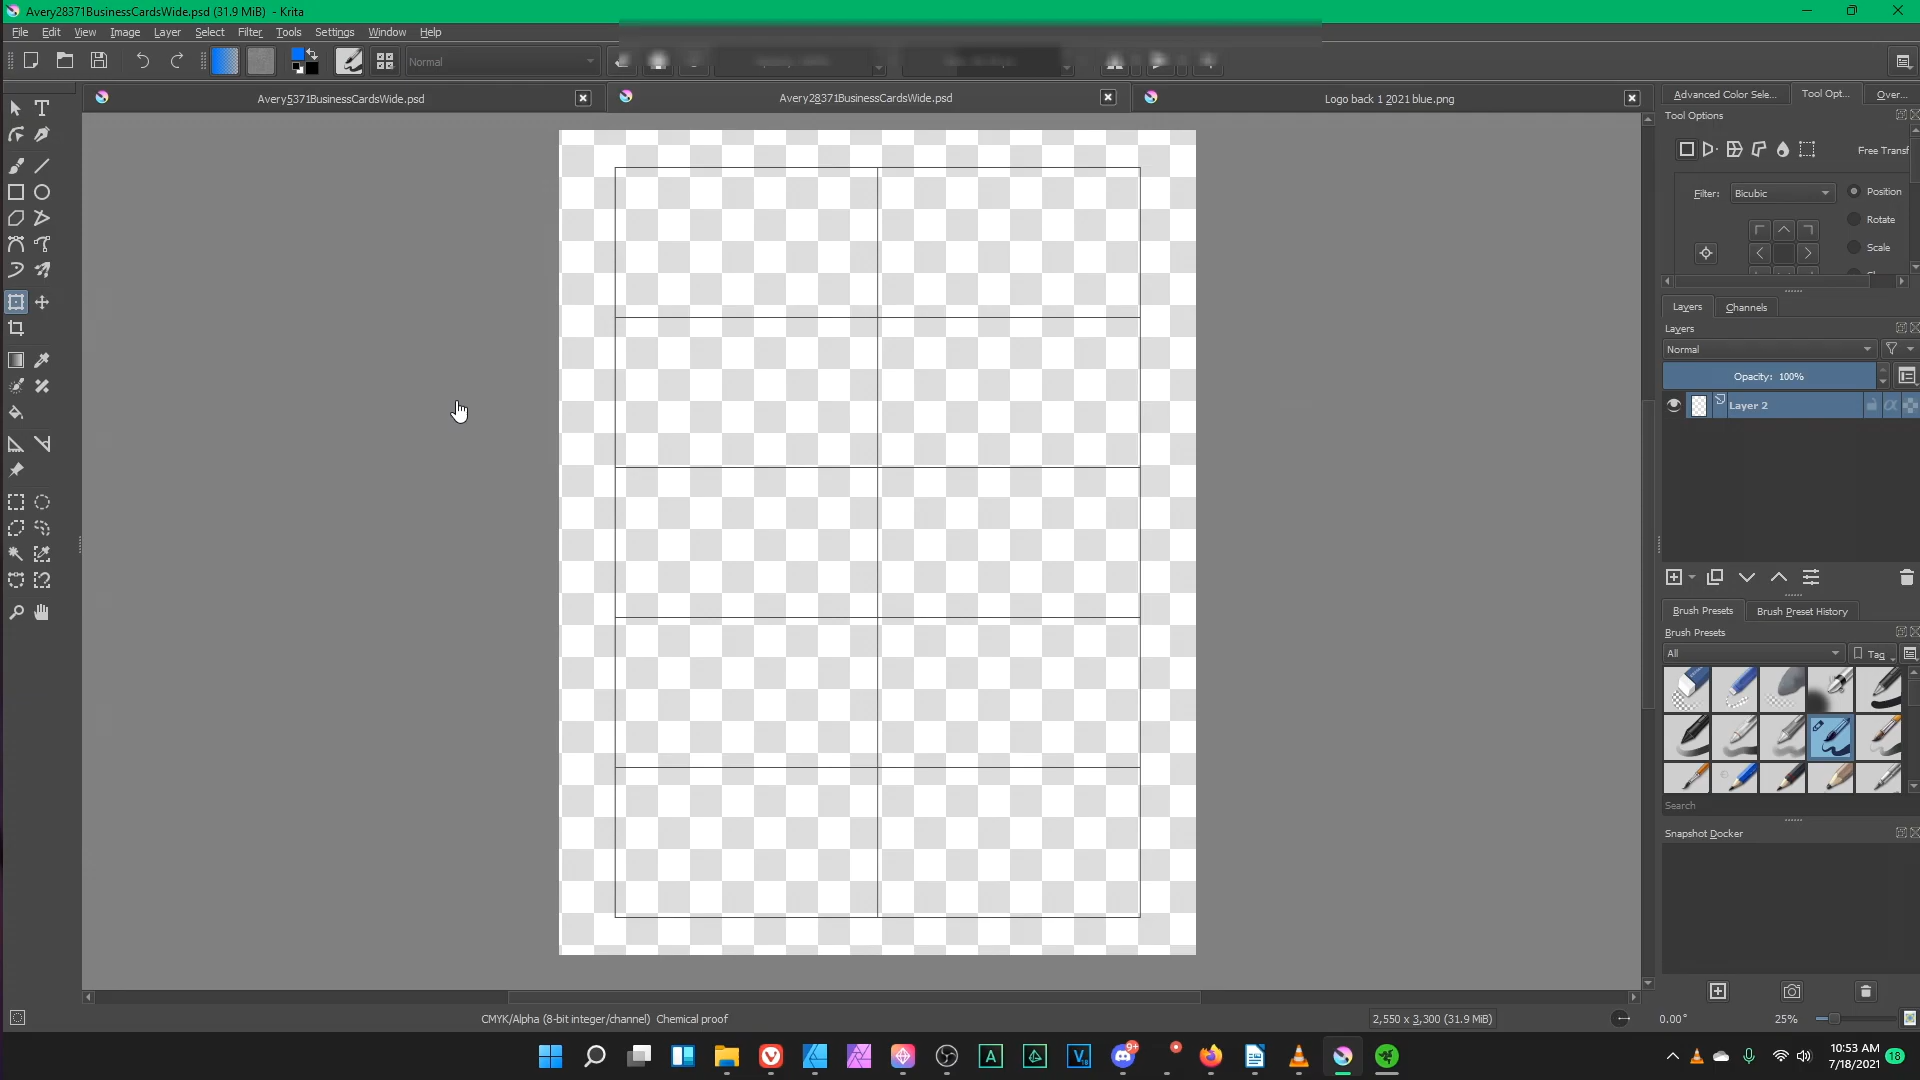 Avery28371BusinessCardsWide.psd (31.9 MiB) - Krita
File Edit View Image Layer Select Filter Tools Settings Window Help
Normal
Avery5371BusinessCardsWide.psd
Avery28371BusinessCardsWide.psd
Logo back 1 2021 blue.png
Advanced Color Sele...
Tool Opt...
Over...
Tool Options
Free Transf
Filter: Bicubic
Position
Rotate
Scale
Layers
Channels
Layers
Normal
Opacity: 100%
Layer 2
Brush Presets
Brush Preset History
Brush Presets
All
Tag
Search
Snapshot Docker
CMYK/Alpha (8-bit integer/channel) Chemical proof
2,550 x 3,300 (31.9 MiB)
0.00°
25%
A
V
9+
10:53 AM
7/18/2021
18